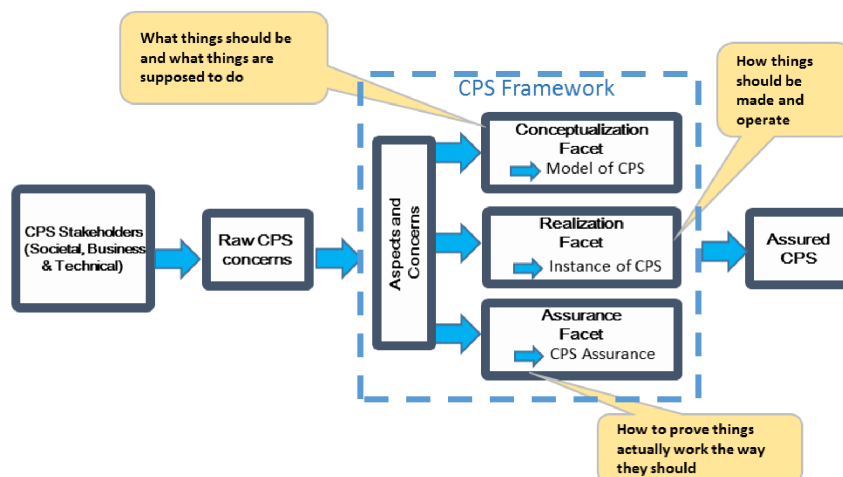 What things should be
and what things are
supposed to do
CPS Framework
How things
should be
made and
operate
CPS Stakeholders
(Societal, Business
& Technical)
Raw CPS
concerns
Aspects and
Concerns
Conceptualization
Facet
Model of CPS
Realization
Facet
Instance of CPS
Assurance
Facet
CPS Assurance
Assured
CPS
How to prove things
actually work the way
they should